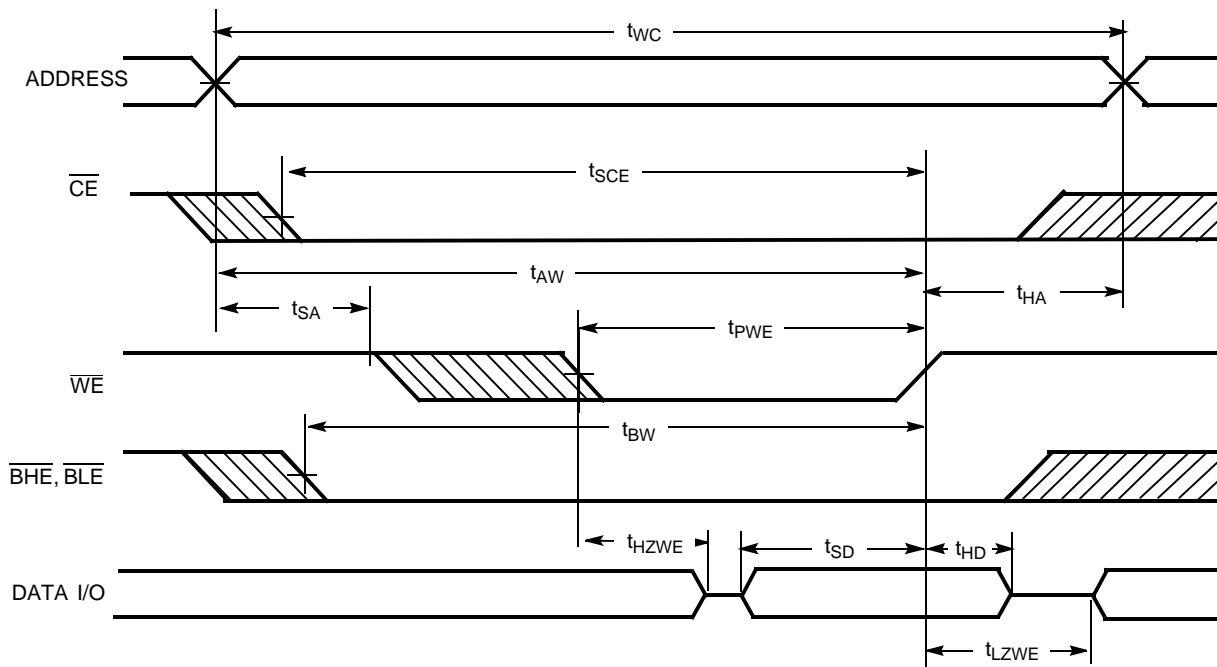 tWC
ADDRESS
CE
tSCE
tAW
tSA
tHA
tPWE
WE
tBW
BHE, BLE
tHZWE
tSD
tHD
DATA I/O
tLZWE